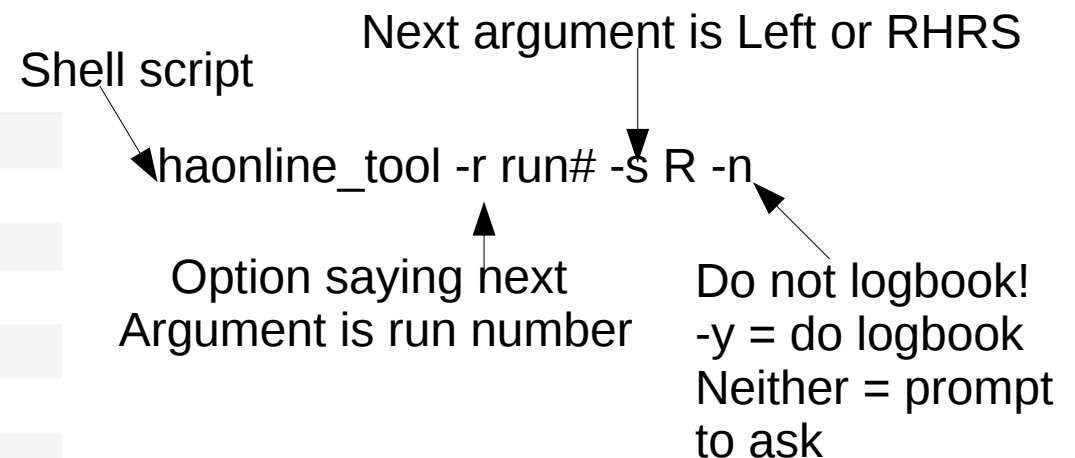 Next argument is Left or RHRS
Shell script
haonline_tool -r run# -s R -n
Option saying next
Argument is run number
Do not logbook!
-y = do logbook
Neither = prompt
to ask